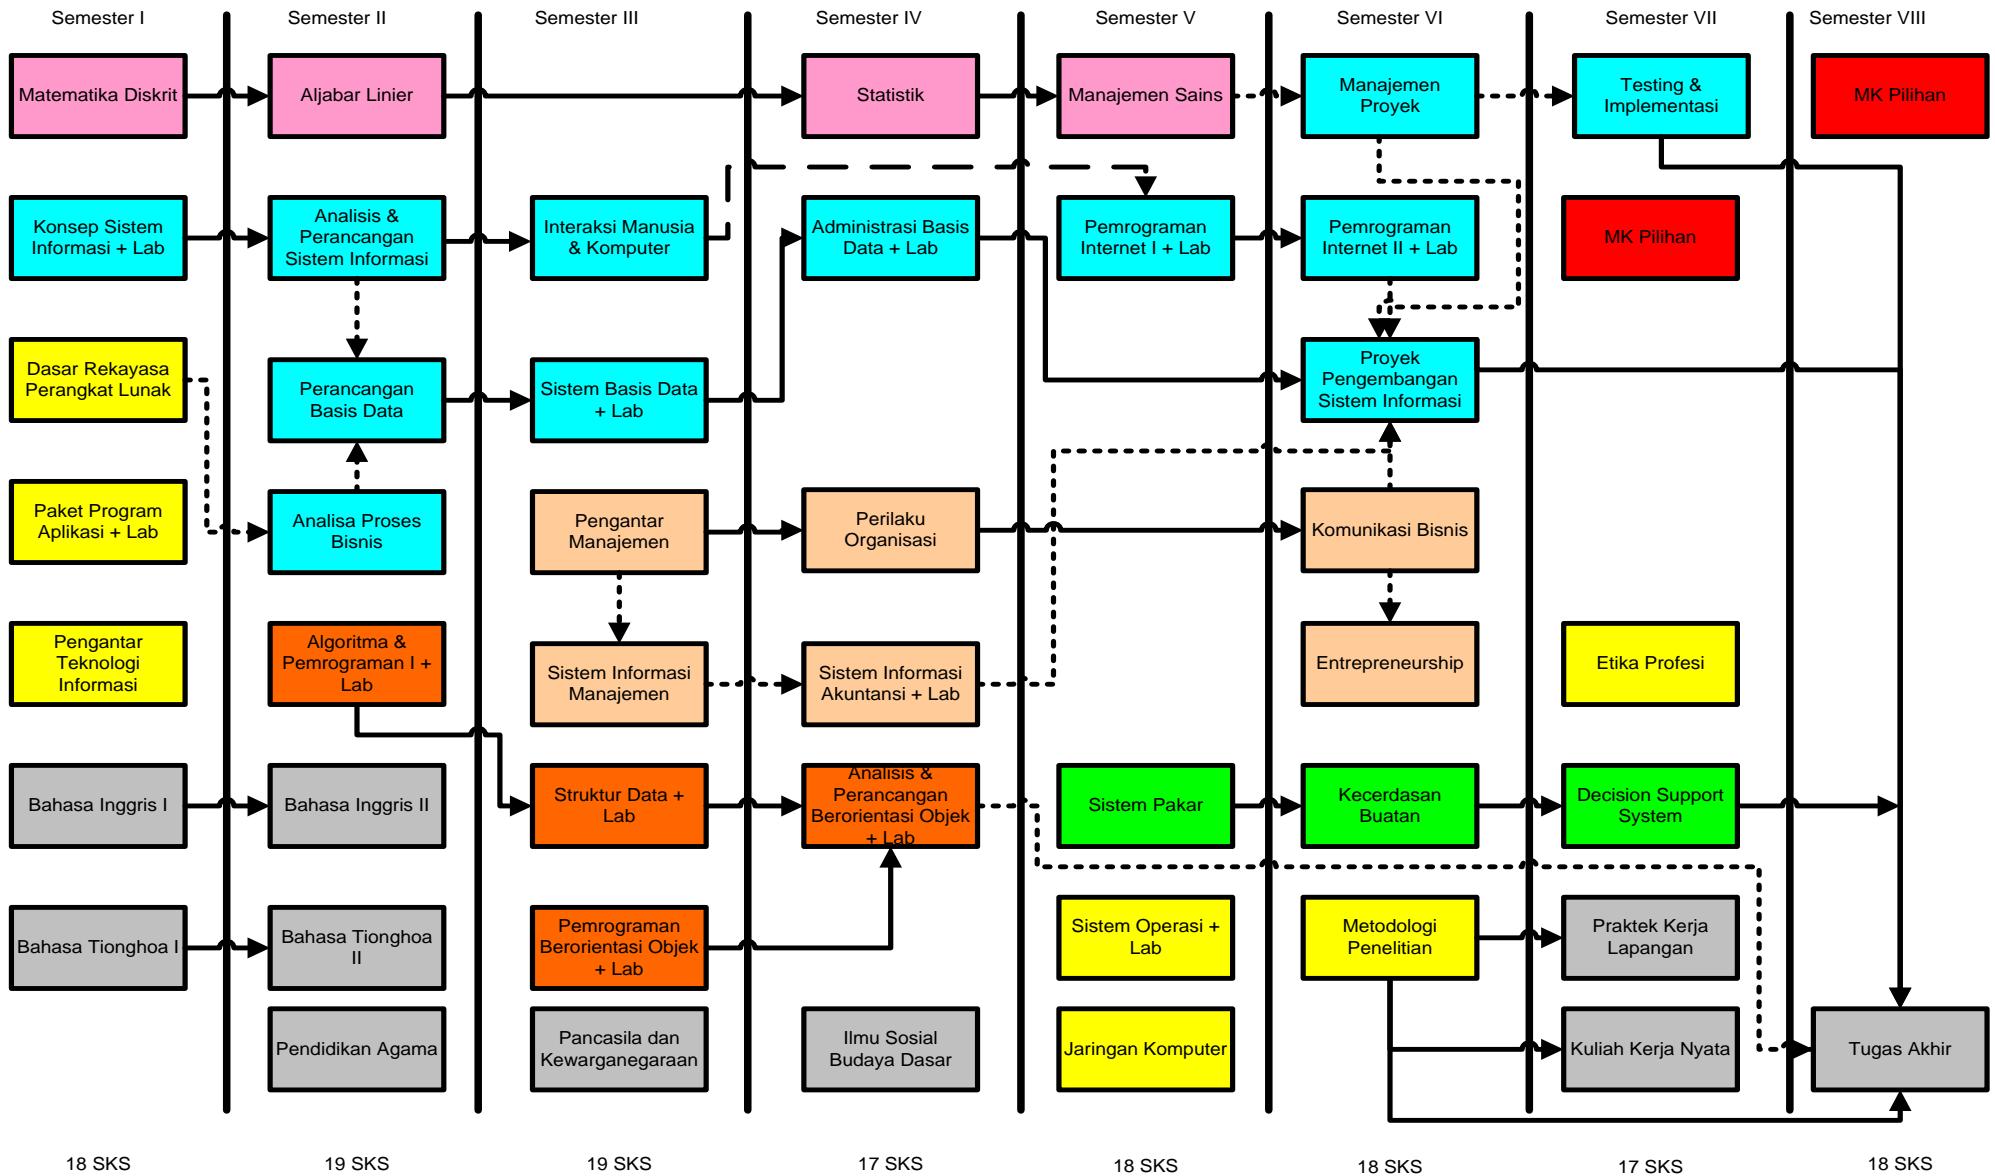 Semester I
Semester II
Semester III
Semester IV
Semester V
Semester VI
Semester VII
Semester VIII
Matematika Diskrit
Aljabar Linier
Statistik
Manajemen Sains
Manajemen
Proyek
Testing &
Implementasi
MK Pilihan
Konsep Sistem
Informasi + Lab
Analisis &
Perancangan
Sistem Informasi
Interaksi Manusia
& Komputer
Administrasi Basis
Data + Lab
Pemrograman
Internet I + Lab
Pemrograman
Internet II + Lab
MK Pilihan
Dasar Rekayasa
Perangkat Lunak
Perancangan
Basis Data
Sistem Basis Data
+ Lab
Proyek
Pengembangan
Sistem Informasi
Paket Program
Aplikasi + Lab
Analisa Proses
Bisnis
Pengantar
Manajemen
Perilaku
Organisasi
Komunikasi Bisnis
Pengantar
Teknologi
Informasi
Algoritma &
Pemrograman I +
Lab
Sistem Informasi
Manajemen
Sistem Informasi
Akuntansi + Lab
Entrepreneurship
Etika Profesi
Bahasa Inggris I
Bahasa Inggris II
Struktur Data +
Lab
Analisis &
Perancangan
Berorientasi Objek
+ Lab
Sistem Pakar
Kecerdasan
Buatan
Decision Support
System
Bahasa Tionghoa I
Bahasa Tionghoa
II
Pemrograman
Berorientasi Objek
+ Lab
Sistem Operasi +
Lab
Metodologi
Penelitian
Praktek Kerja
Lapangan
Pendidikan Agama
Pancasila dan
Kewarganegaraan
Ilmu Sosial
Budaya Dasar
Jaringan Komputer
Kuliah Kerja Nyata
Tugas Akhir
18 SKS
19 SKS
19 SKS
17 SKS
18 SKS
18 SKS
17 SKS
18 SKS